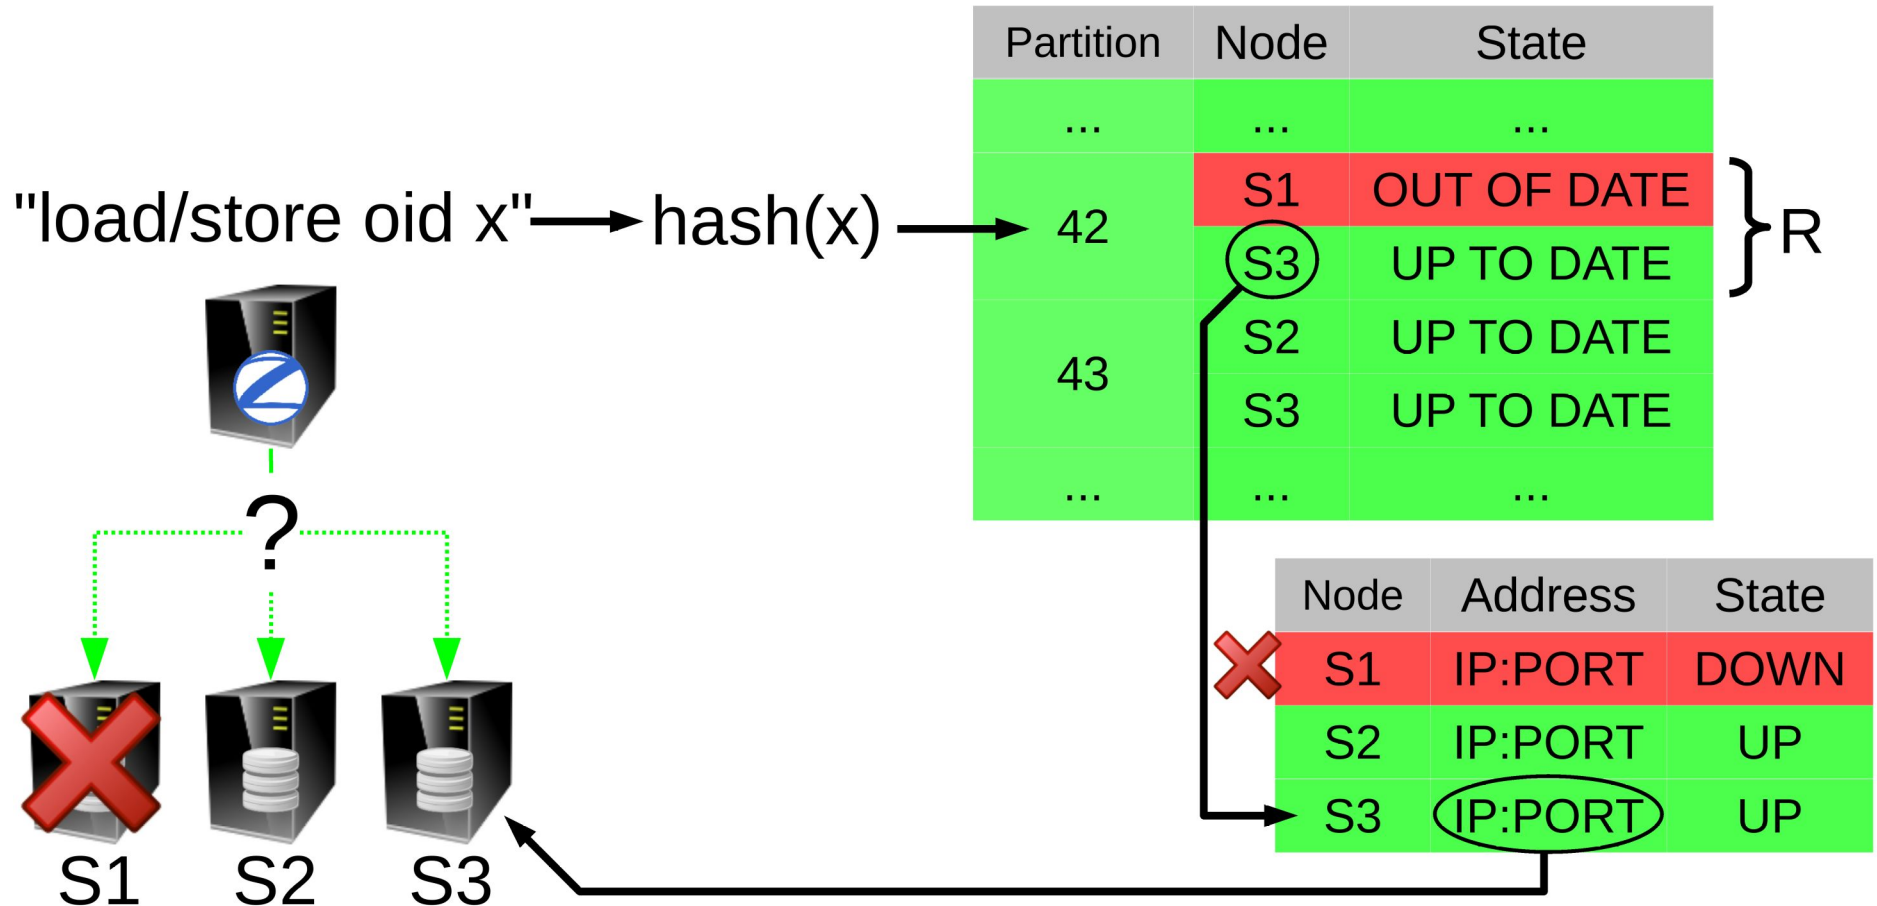 "load/store oid x" hash(x)
Partition Node State
... ... ...
42 S1 OUT OF DATE
S3 UP TO DATE
R
43 S2 UP TO DATE
S3 UP TO DATE
... ... ...
?
Node Address State
S1 IP:PORT DOWN
S2 IP:PORT UP
S3 IP:PORT UP
S1 S2 S3